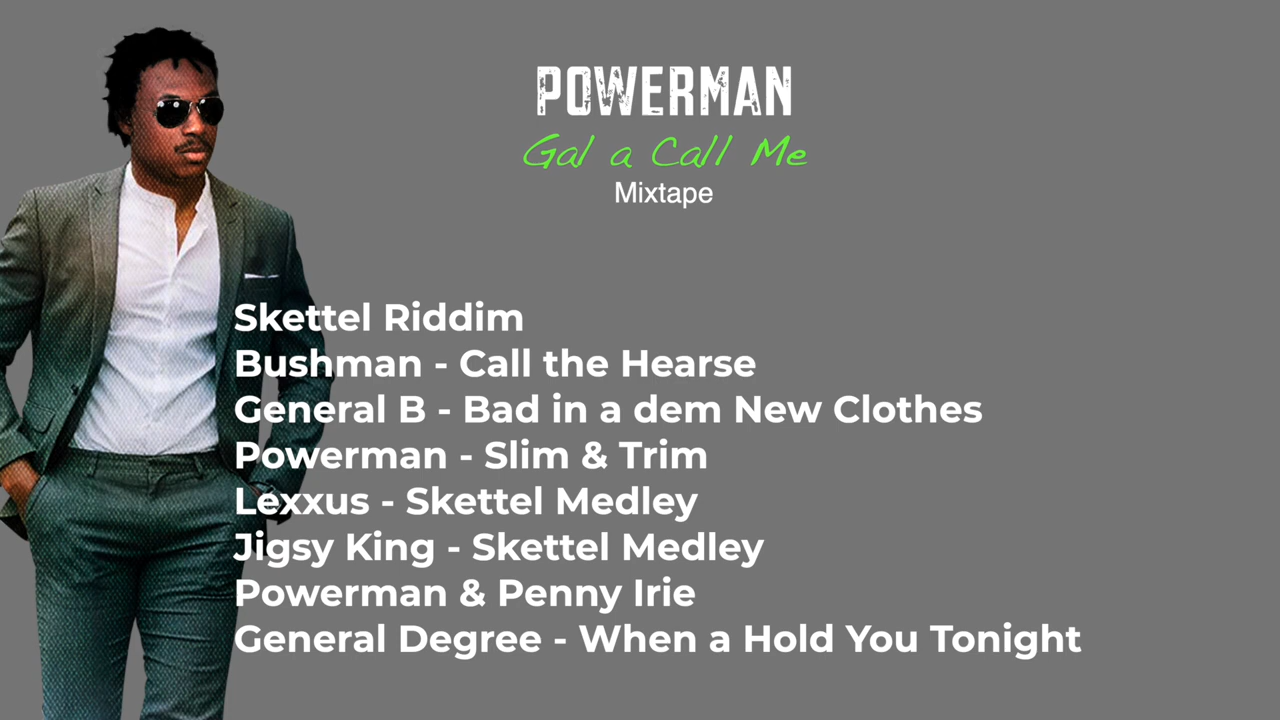 POWERMAN
Gal a Call Me
Mixtape
Skettel Riddim
Bushman - Call the Hearse
General B - Bad in a dem New Clothes
Powerman - Slim & Trim
Lexxus - Skettel Medley
Jigsy King - Skettel Medley
Powerman & Penny Irie
General Degree - When a Hold You Tonight